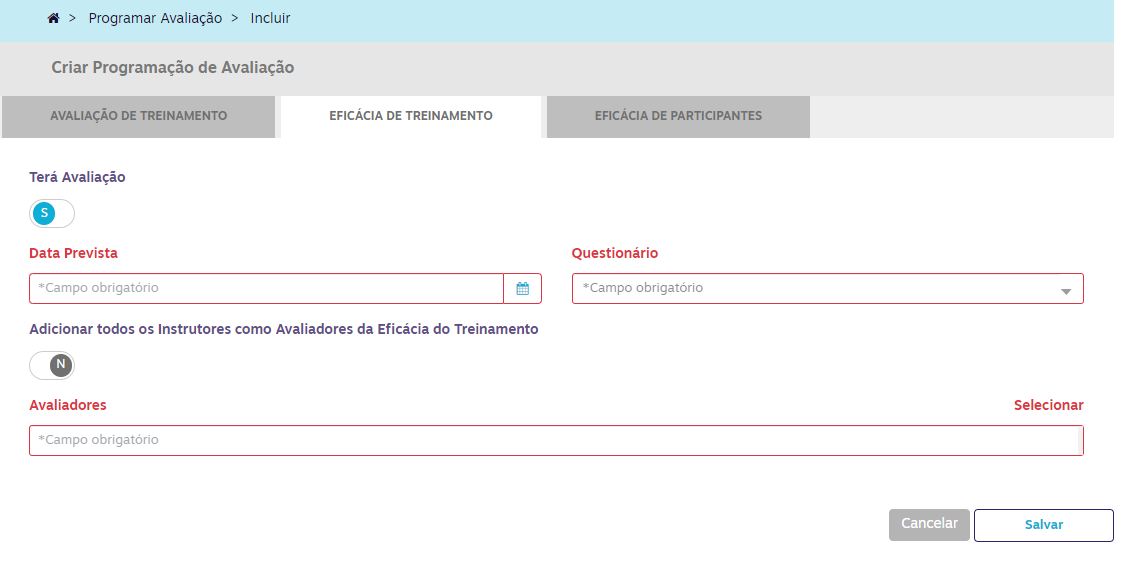 > Programar Avaliação > Incluir
Criar Programação de Avaliação
AVALIAÇÃO DE TREINAMENTO EFICÁCIA DE TREINAMENTO EFICÁCIA DE PARTICIPANTES
Terá Avaliação
S
Data Prevista Questionário
*Campo obrigatório *Campo obrigatório
Adicionar todos os Instrutores como Avaliadores da Eficácia do Treinamento
N
Avaliadores Selecionar
*Campo obrigatório
Cancelar Salvar